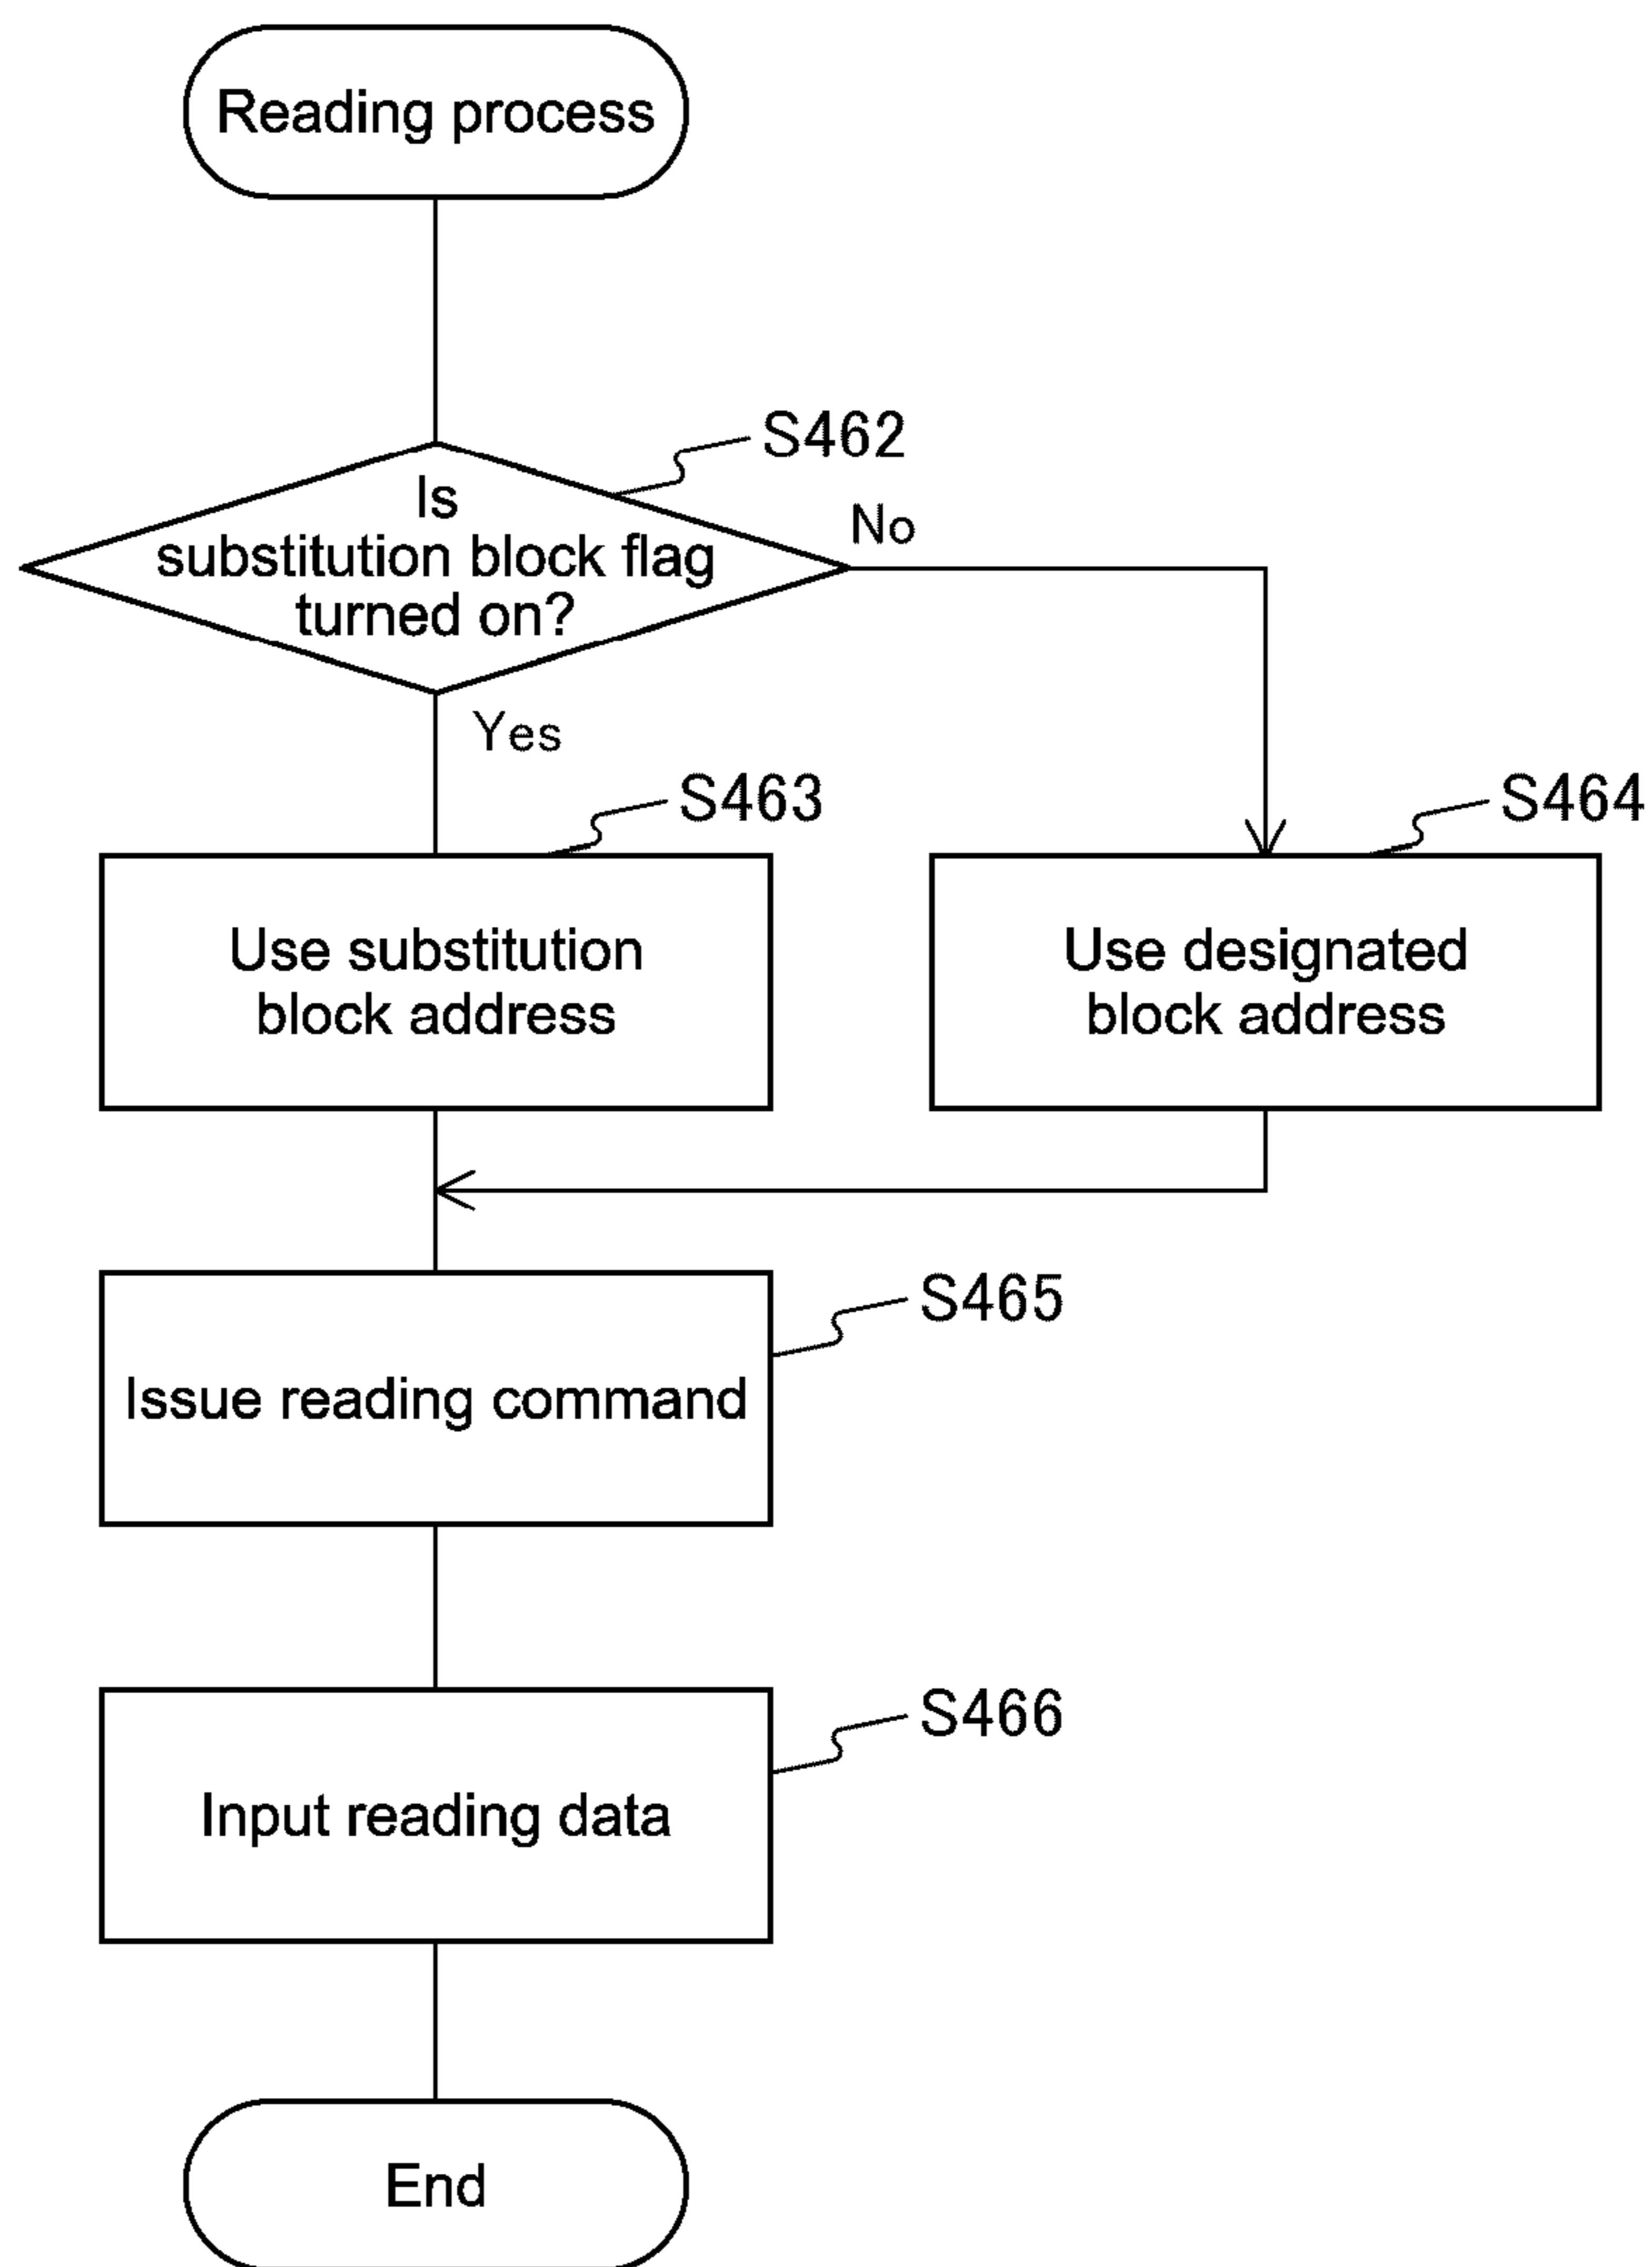 Reading process
S462
Is
substitution block flag
turned on?
No
Yes
S463
S464
Use substitution
block address
Use designated
block address
S465
Issue reading command
S466
Input reading data
End